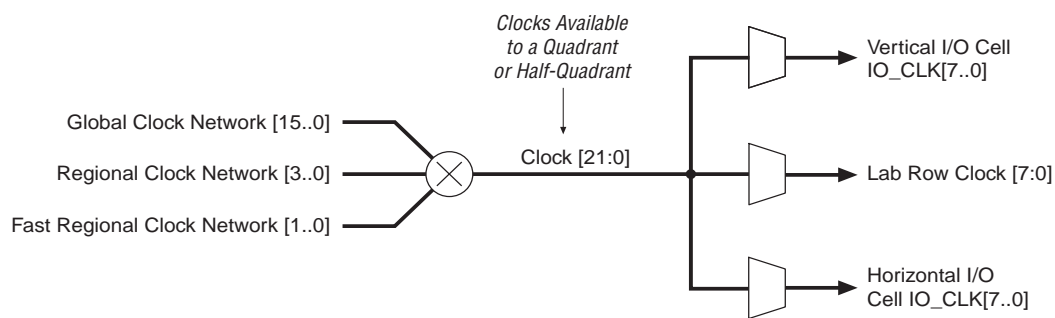 Clocks Available
to a Quadrant
or Half-Quadrant
Global Clock Network [15..0]
Regional Clock Network [3..0]
Fast Regional Clock Network [1..0]
Clock [21:0]
Vertical I/O Cell
IO_CLK[7..0]
Lab Row Clock [7:0]
Horizontal I/O
Cell IO_CLK[7..0]